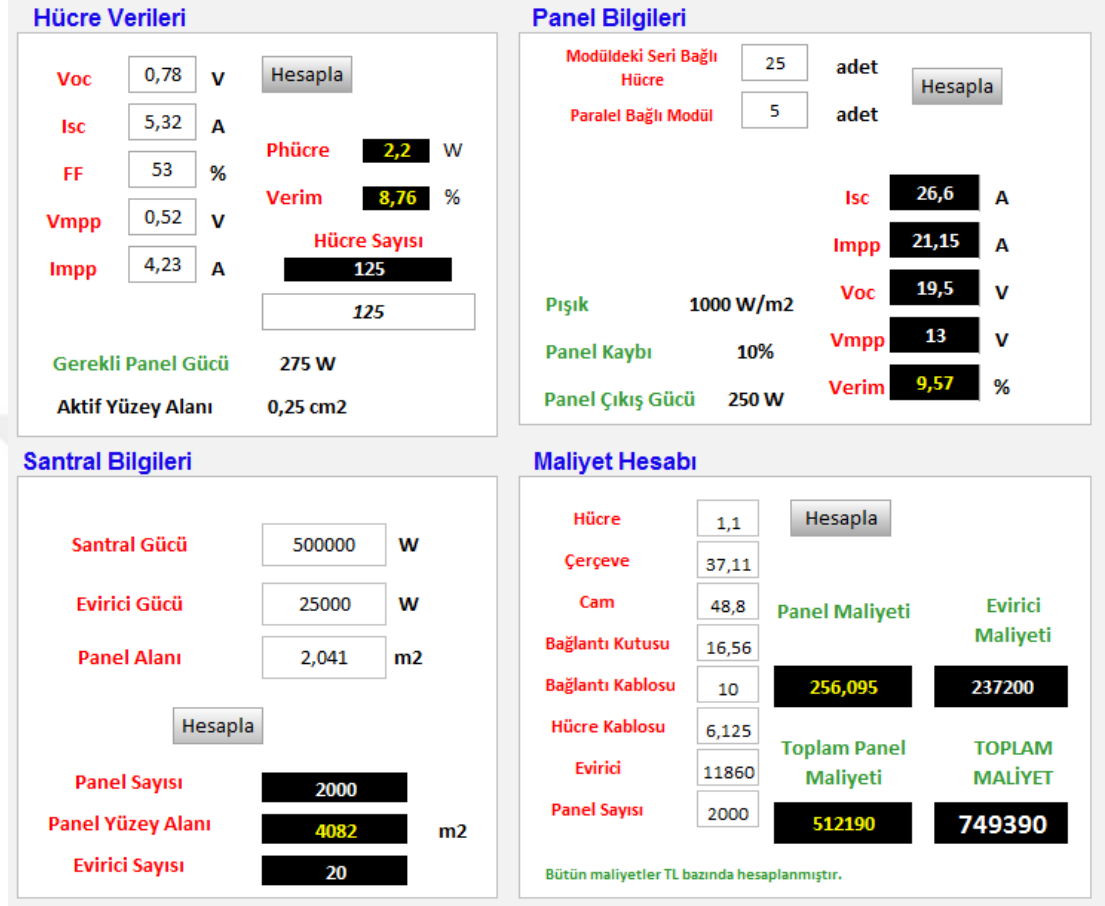 Hücre Verileri
Voc 0,78 V Hesapla
Isc 5,32 A
Phücre 2,2 W
FF 53 %
Verim 8,76 %
Vmpp 0,52 V
Hücre Sayısı
Impp 4,23 A
125
125
Gerekli Panel Gücü 275 W
Aktif Yüzey Alanı 0,25 cm2
Panel Bilgileri
Modüldeki Seri Bağlı
Hücre
25 adet
Hesapla
Paralel Bağlı Modül 5 adet
Isc 26,6 A
Impp 21,15 A
Voc 19,5 V
Pışık 1000 W/m2
Vmpp 13 V
Panel Kaybı 10%
Verim 9,57 %
Panel Çıkış Gücü 250 W
Santral Bilgileri
Santral Gücü 500000 W
Evirici Gücü 25000 W
Panel Alanı 2,041 m2
Hesapla
Panel Sayısı 2000
Panel Yüzey Alanı 4082 m2
Evirici Sayısı 20
Maliyet Hesabı
Hücre 1,1 Hesapla
Çerçeve 37,11
Cam 48,8
Bağlantı Kutusu 16,56
Bağlantı Kablosu 10
Hücre Kablosu 6,125
Evirici 11860
Panel Sayısı 2000
Panel Maliyeti
256,095
Evirici
Maliyeti
237200
Toplam Panel
Maliyeti
512190
TOPLAM
MALİYET
749390
Bütün maliyetler TL bazında hesaplanmıştır.